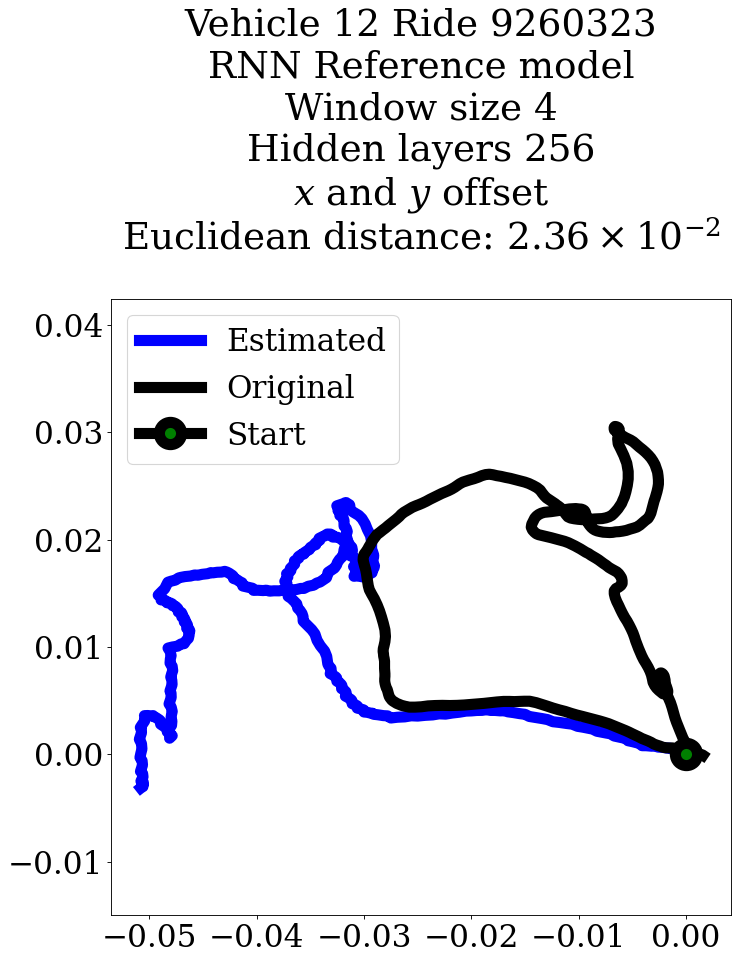 Vehicle 12 Ride 9260323
RNN Reference model
Window size 4
Hidden layers 256
x and y offset
Euclidean distance: 2.36 × 10⁻²
Estimated
Original
Start
0.04
0.03
0.02
0.01
0.00
−0.01
−0.05 −0.04 −0.03 −0.02 −0.01 0.00